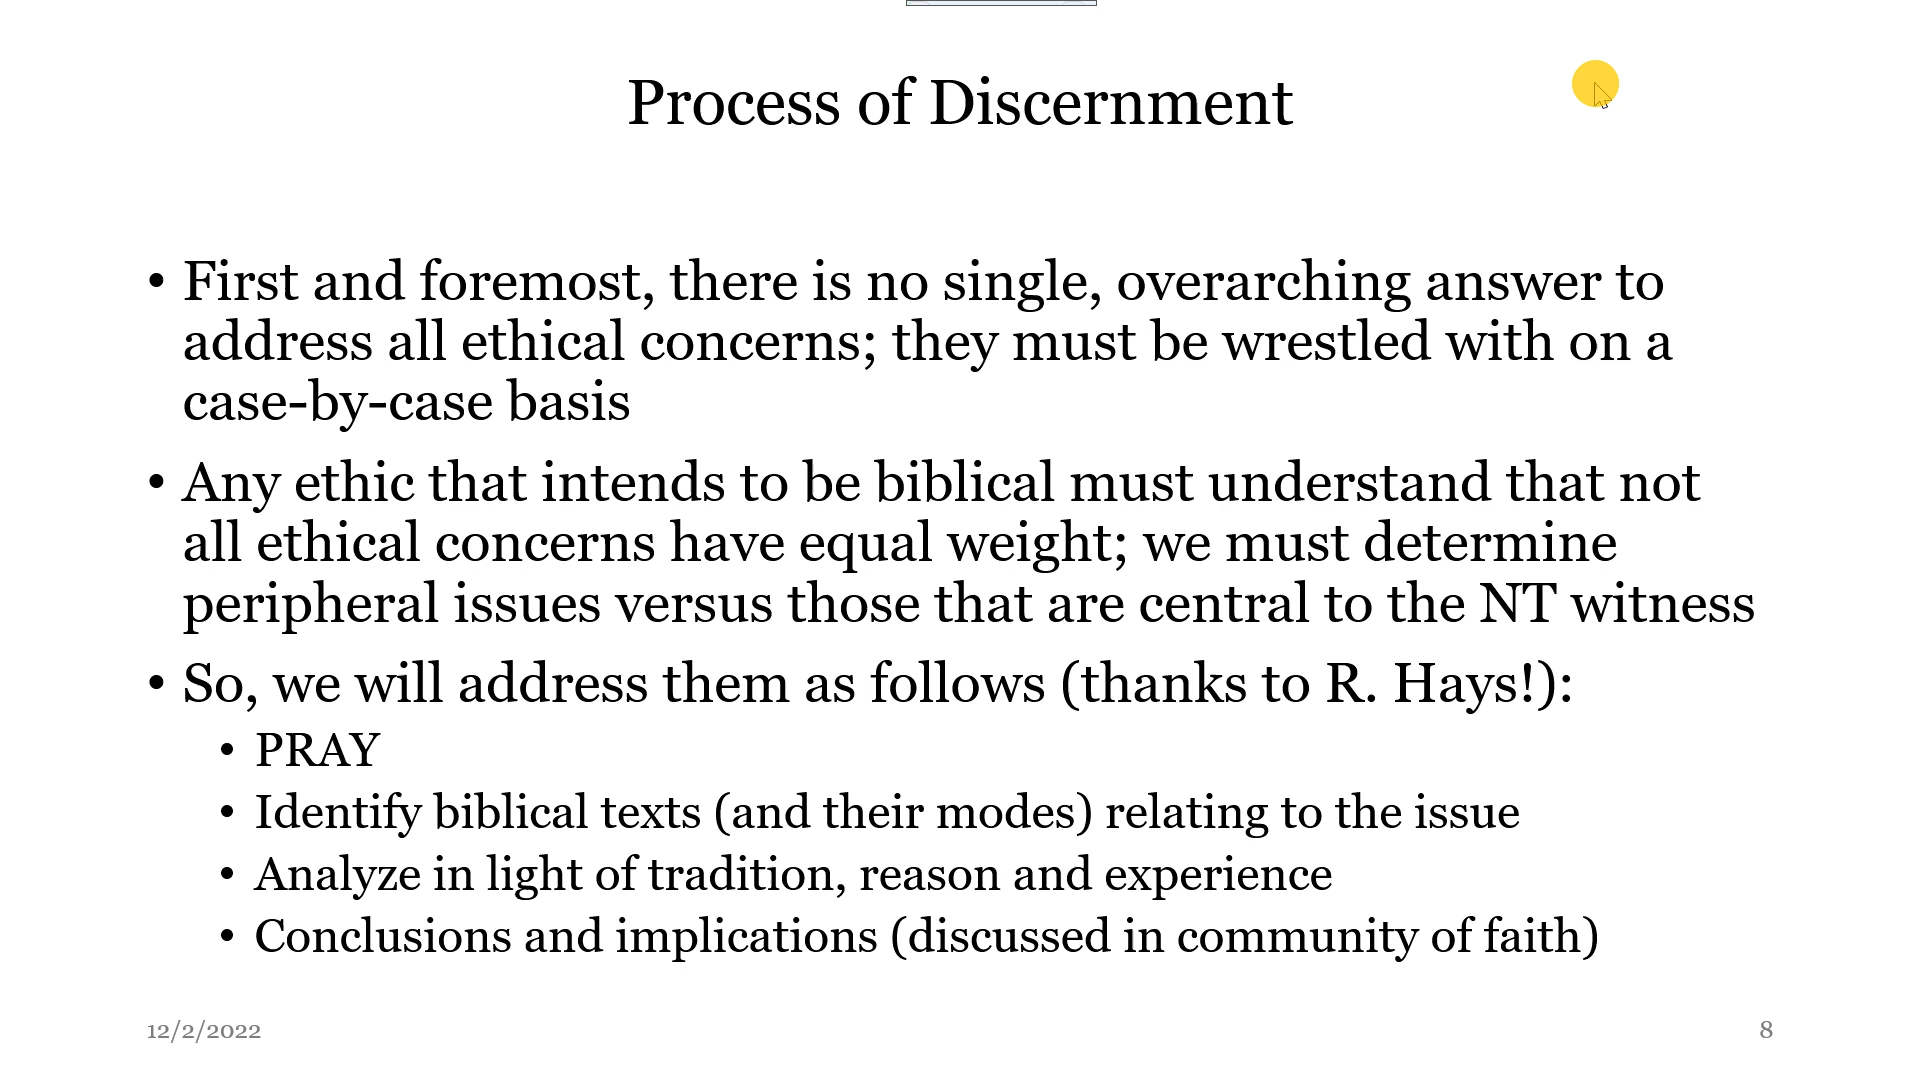 Process of Discernment
• First and foremost, there is no single, overarching answer to
address all ethical concerns; they must be wrestled with on a
case-by-case basis
• Any ethic that intends to be biblical must understand that not
all ethical concerns have equal weight; we must determine
peripheral issues versus those that are central to the NT witness
• So, we will address them as follows (thanks to R. Hays!):
• PRAY
• Identify biblical texts (and their modes) relating to the issue
• Analyze in light of tradition, reason and experience
• Conclusions and implications (discussed in community of faith)
12/2/2022
8